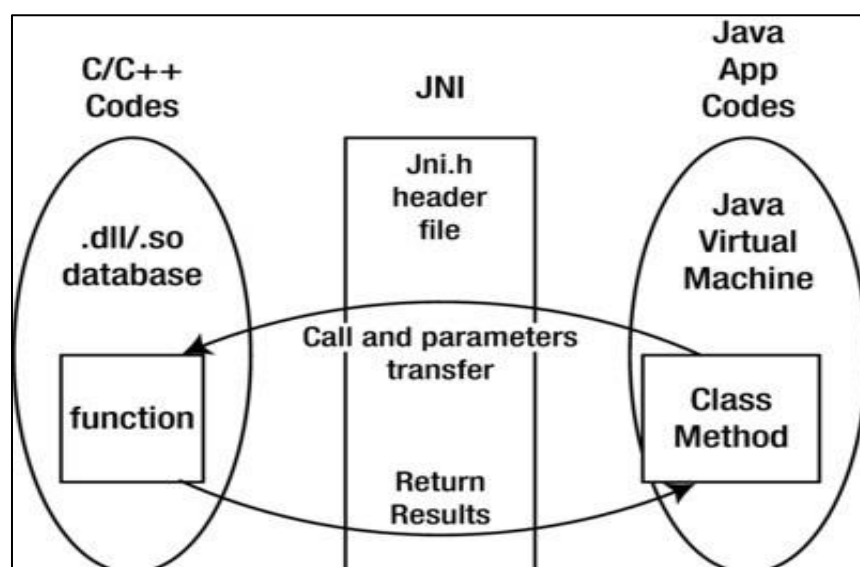 C/C++
Codes
JNI
Java
App
Codes
.dll/.so
database
Jni.h
header
file
Java
Virtual
Machine
Call and parameters
transfer
function
Class
Method
Return
Results